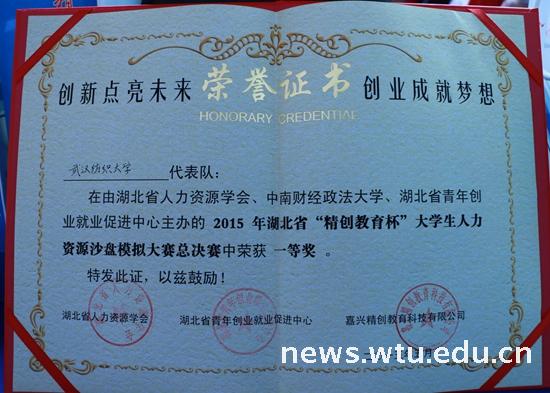 创新点亮未来 荣誉证书 创业成就梦想
HONORARY CREDENTIAL
武汉纺织大学 代表队：
在由湖北省人力资源学会、中南财经政法大学、湖北省青年创
业就业促进中心主办的 2015 年湖北省“精创教育杯”大学生人力
资源沙盘模拟大赛总决赛中荣获 一等奖 。
特发此证，以兹鼓励！
湖北省人力资源学会 湖北省青年创业就业促进中心 嘉兴精创教育科技有限公司
news.wtu.edu.cn